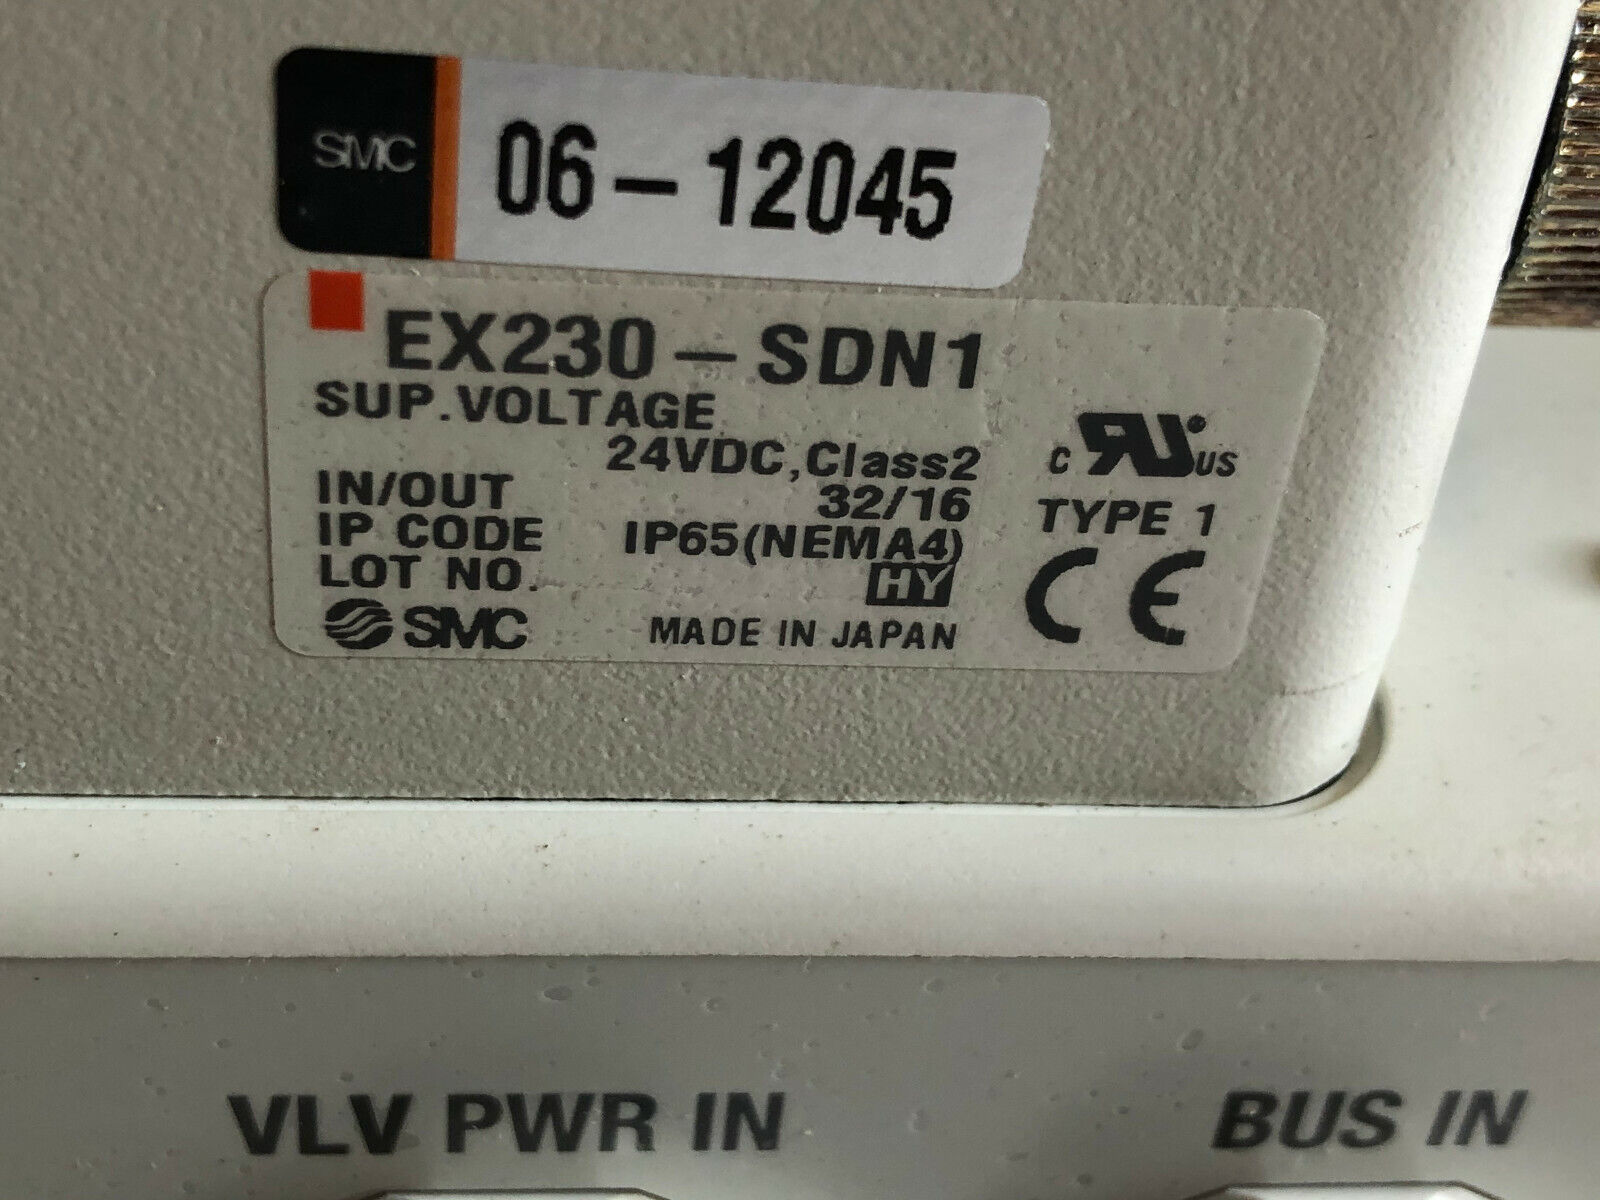 SMC 06-12045
EX230-SDN1
SUP.VOLTAGE
24VDC,Class2
IN/OUT 32/16
IP CODE IP65(NEMA4)
LOT NO. HY
SMC MADE IN JAPAN
C RU® US
TYPE 1
CE
VLV PWR IN
BUS IN